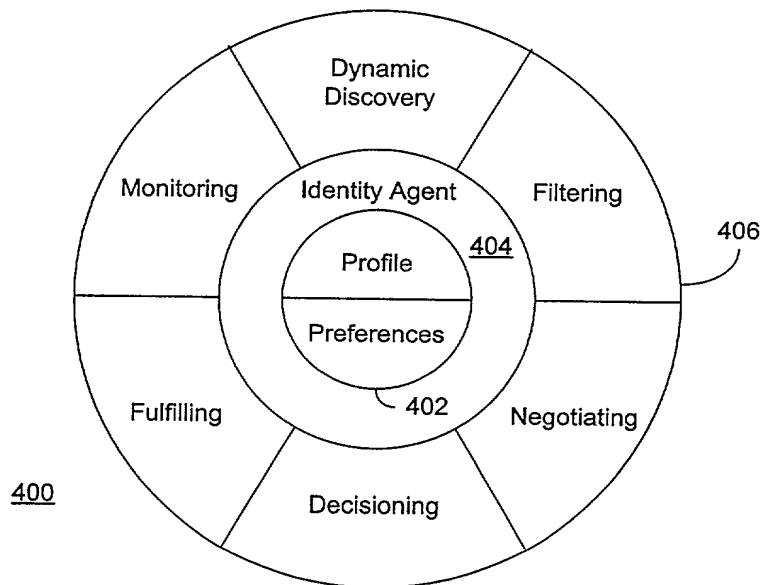 Dynamic
Discovery
Monitoring
Identity Agent
Filtering
404
406
Profile
Preferences
402
Fulfilling
Negotiating
Decisioning
400